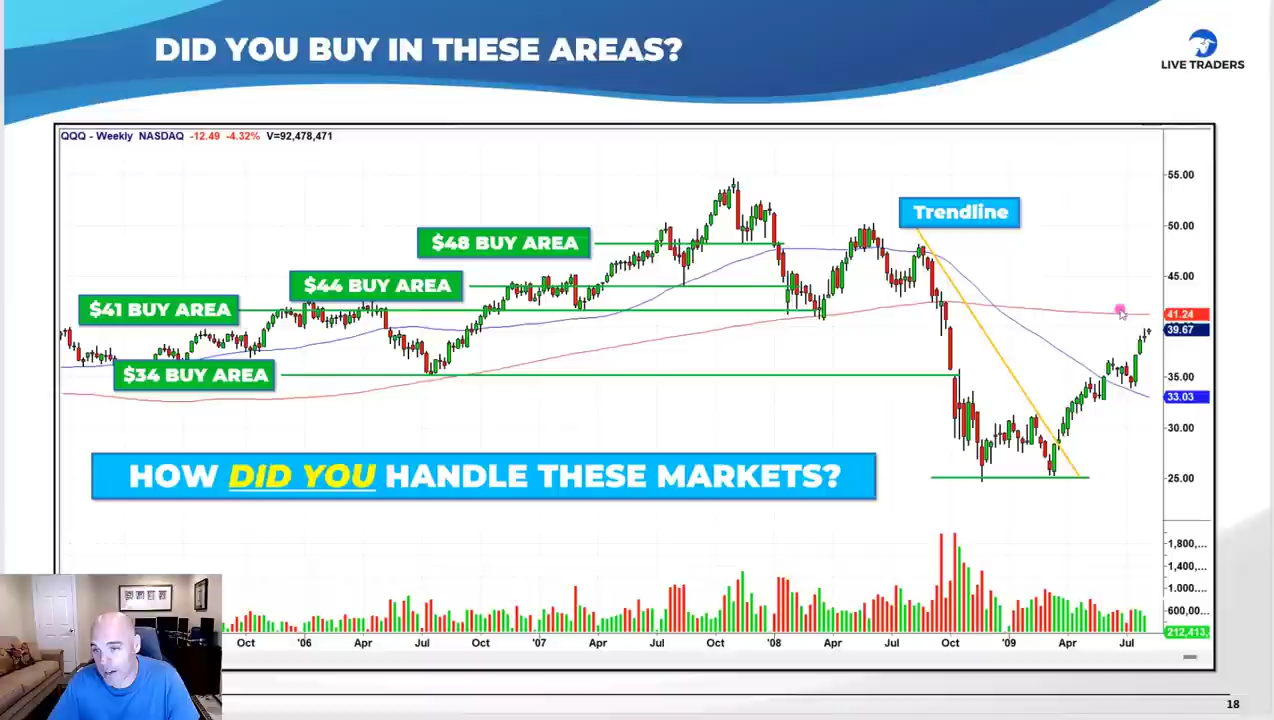 DID YOU BUY IN THESE AREAS?
LIVE TRADERS
QQQ - Weekly NASDAQ -12.49 -4.32% V=92,478,471
55.00
Trendline
50.00
$48 BUY AREA
45.00
$44 BUY AREA
$41 BUY AREA
41.24
39.67
$34 BUY AREA
35.00
33.03
30.00
HOW DID YOU HANDLE THESE MARKETS?
25.00
1,800,...
1,400,...
1.000...
600,00...
212,413,
Oct '06 Apr Jul Oct '07 Apr Jul Oct '08 Apr Jul Oct '09 Apr Jul
18